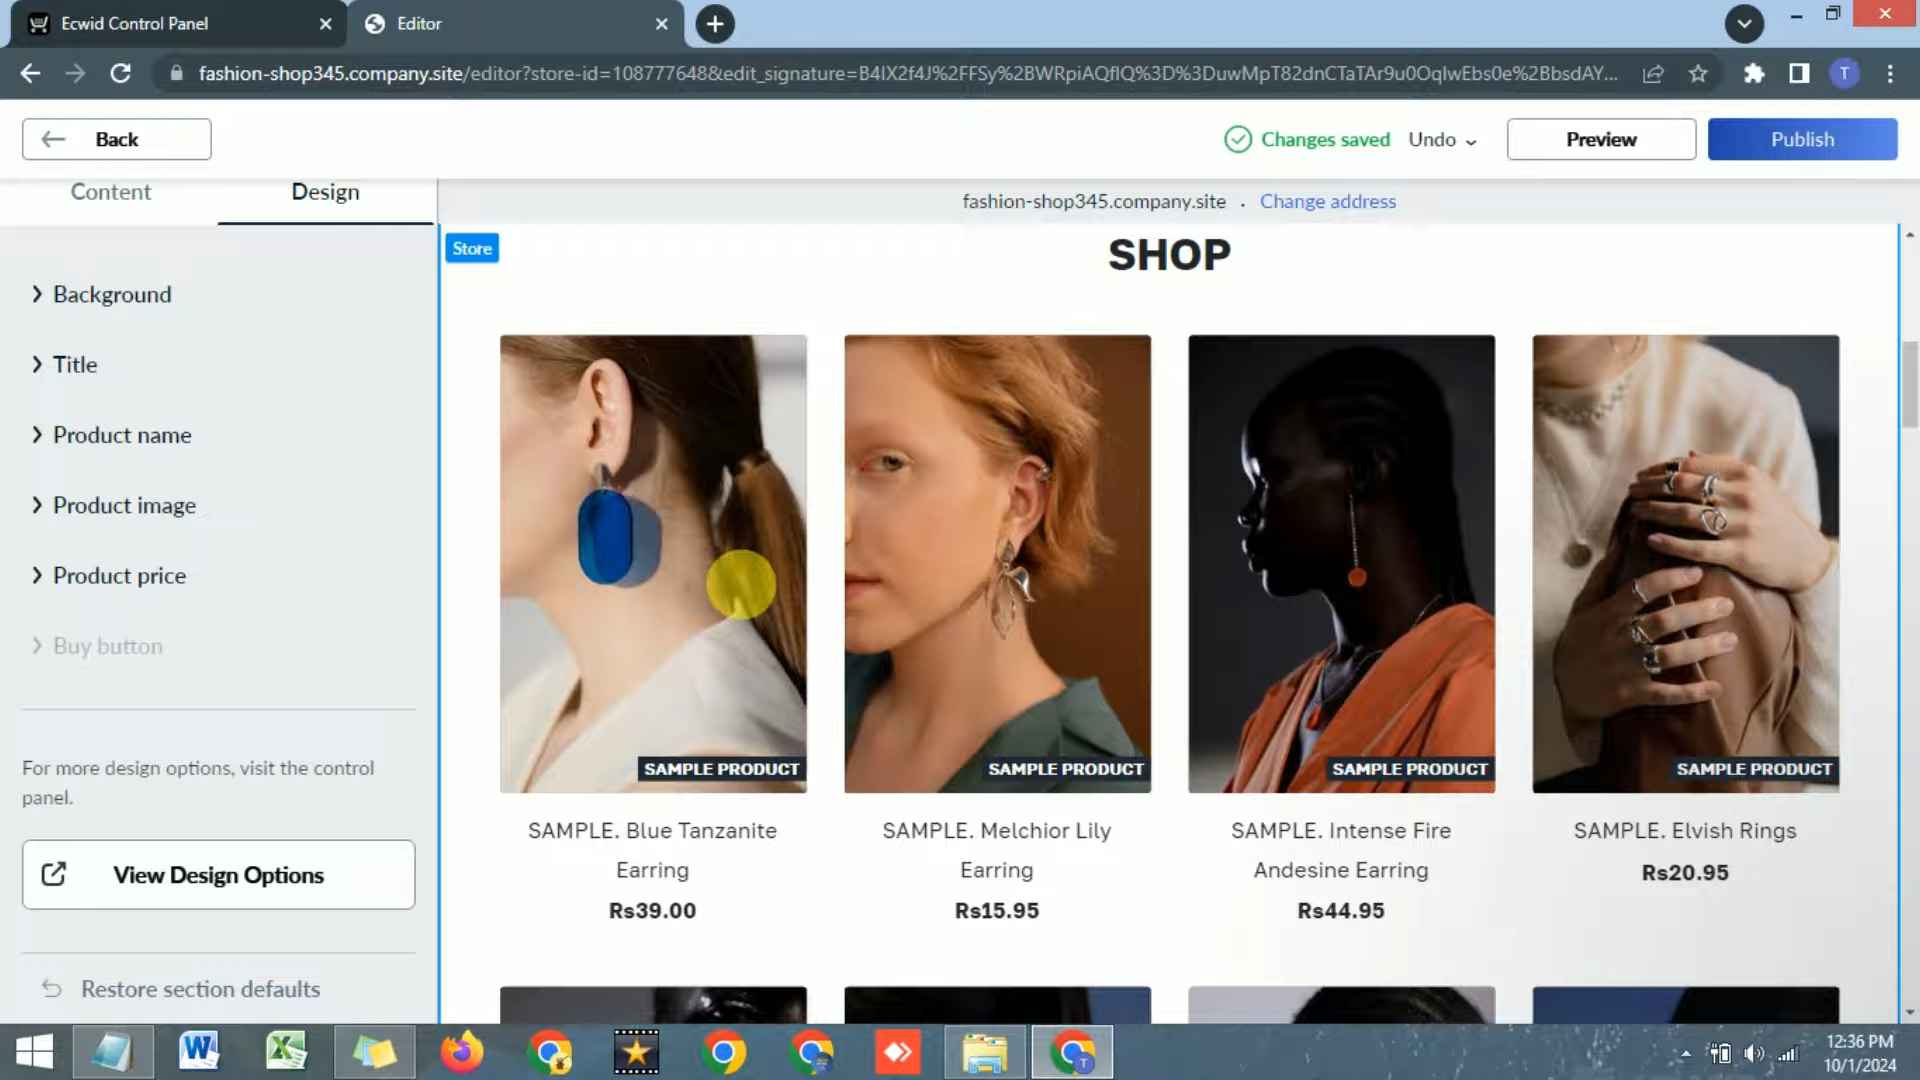 Ecwid Control Panel
Editor
fashion-shop345.company.site/editor?store-id=108777648&edit_signature=B4IX2f4J%2FFSy%2BWRpiAQflQ%3D%3DuwMpT82dnCTaTAr9u0OqIwEbs0e%2BbsdAY...
T
Back
Changes saved
Undo
Preview
Publish
Content
Design
fashion-shop345.company.site . Change address
Store
SHOP
Background
Title
Product name
Product image
Product price
Buy button
SAMPLE PRODUCT
SAMPLE PRODUCT
SAMPLE PRODUCT
SAMPLE PRODUCT
SAMPLE. Blue Tanzanite
Earring
Rs39.00
SAMPLE. Melchior Lily
Earring
Rs15.95
SAMPLE. Intense Fire
Andesine Earring
Rs44.95
SAMPLE. Elvish Rings
Rs20.95
For more design options, visit the control
panel.
View Design Options
Restore section defaults
12:36 PM
10/1/2024